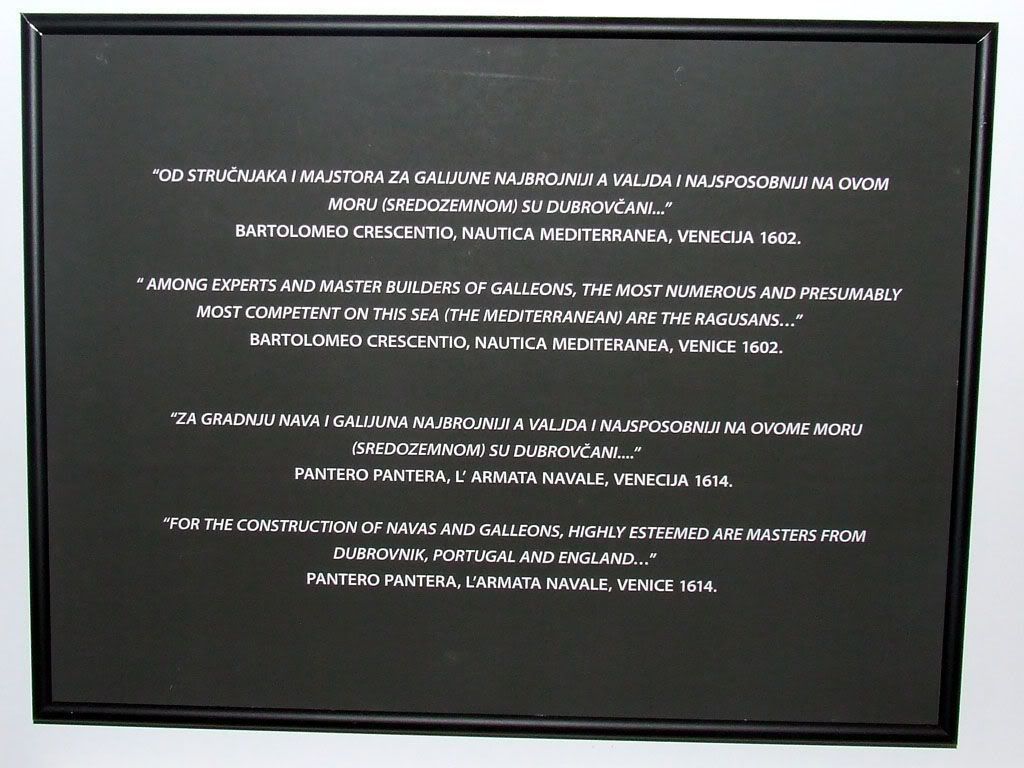 “OD STRUČNJAKA I MAJSTORA ZA GALIJUNE NAJBROJNIJI A VALJDA I NAJSPOSOBNIJI NA OVOM
MORU (SREDOZEMNOM) SU DUBROVČANI...”
BARTOLOMEO CRESCENTIO, NAUTICA MEDITERRANEA, VENECIJA 1602.
“ AMONG EXPERTS AND MASTER BUILDERS OF GALLEONS, THE MOST NUMEROUS AND PRESUMABLY
MOST COMPETENT ON THIS SEA (THE MEDITERRANEAN) ARE THE RAGUSANS...”
BARTOLOMEO CRESCENTIO, NAUTICA MEDITERANEA, VENICE 1602.
“ZA GRADNJU NAVA I GALIJUNA NAJBROJNIJI A VALJDA I NAJSPOSOBNIJI NA OVOME MORU
(SREDOZEMNOM) SU DUBROVČANI....”
PANTERO PANTERA, L’ ARMATA NAVALE, VENECIJA 1614.
“FOR THE CONSTRUCTION OF NAVAS AND GALLEONS, HIGHLY ESTEEMED ARE MASTERS FROM
DUBROVNIK, PORTUGAL AND ENGLAND...”
PANTERO PANTERA, L’ARMATA NAVALE, VENICE 1614.